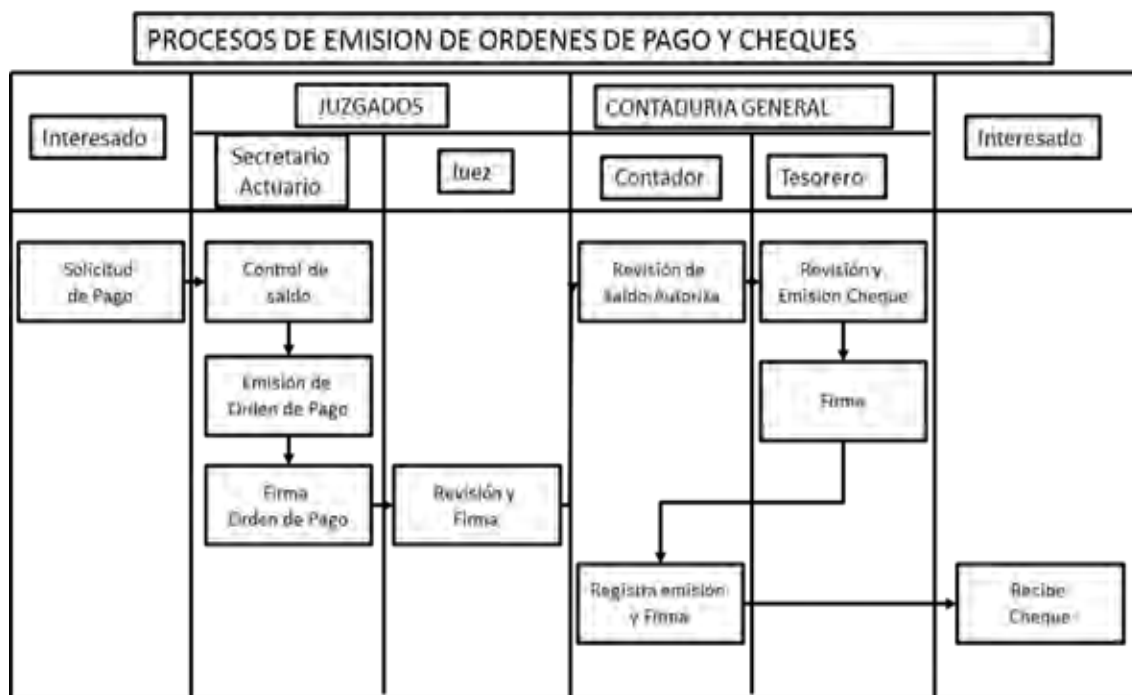 PROCESOS DE EMISION DE ORDENES DE PAGO Y CHEQUES
Interesado
JUZGADOS
Secretario
Actuario
Juez
CONTADURIA GENERAL
Contador
Tesorero
Interesado
Solicitud
de Pago
Control de
saldo
Emisión de
Orden de Pago
Firma
Orden de Pago
Revisión y
Firma
Revisión de
Saldo-Autoriza
Revisión y
Emision Cheque
Firma
Registra emisión
y Firma
Recibe
Cheque